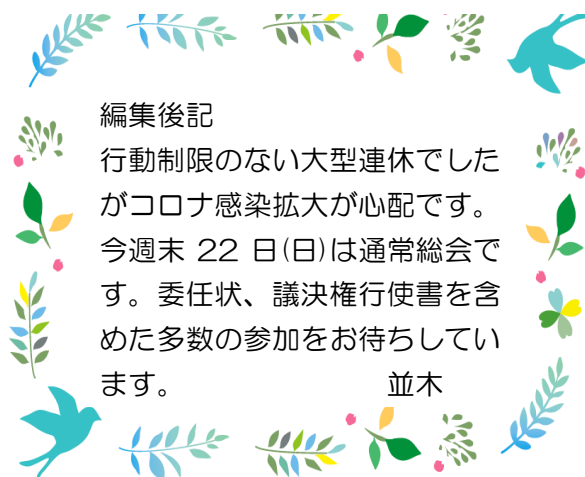 編集後記
行動制限のない大型連休でした
がコロナ感染拡大が心配です。
今週末 22 日(日)は通常総会で
す。委任状、議決権行使書を含
めた多数の参加をお待ちしてい
ます。 並木